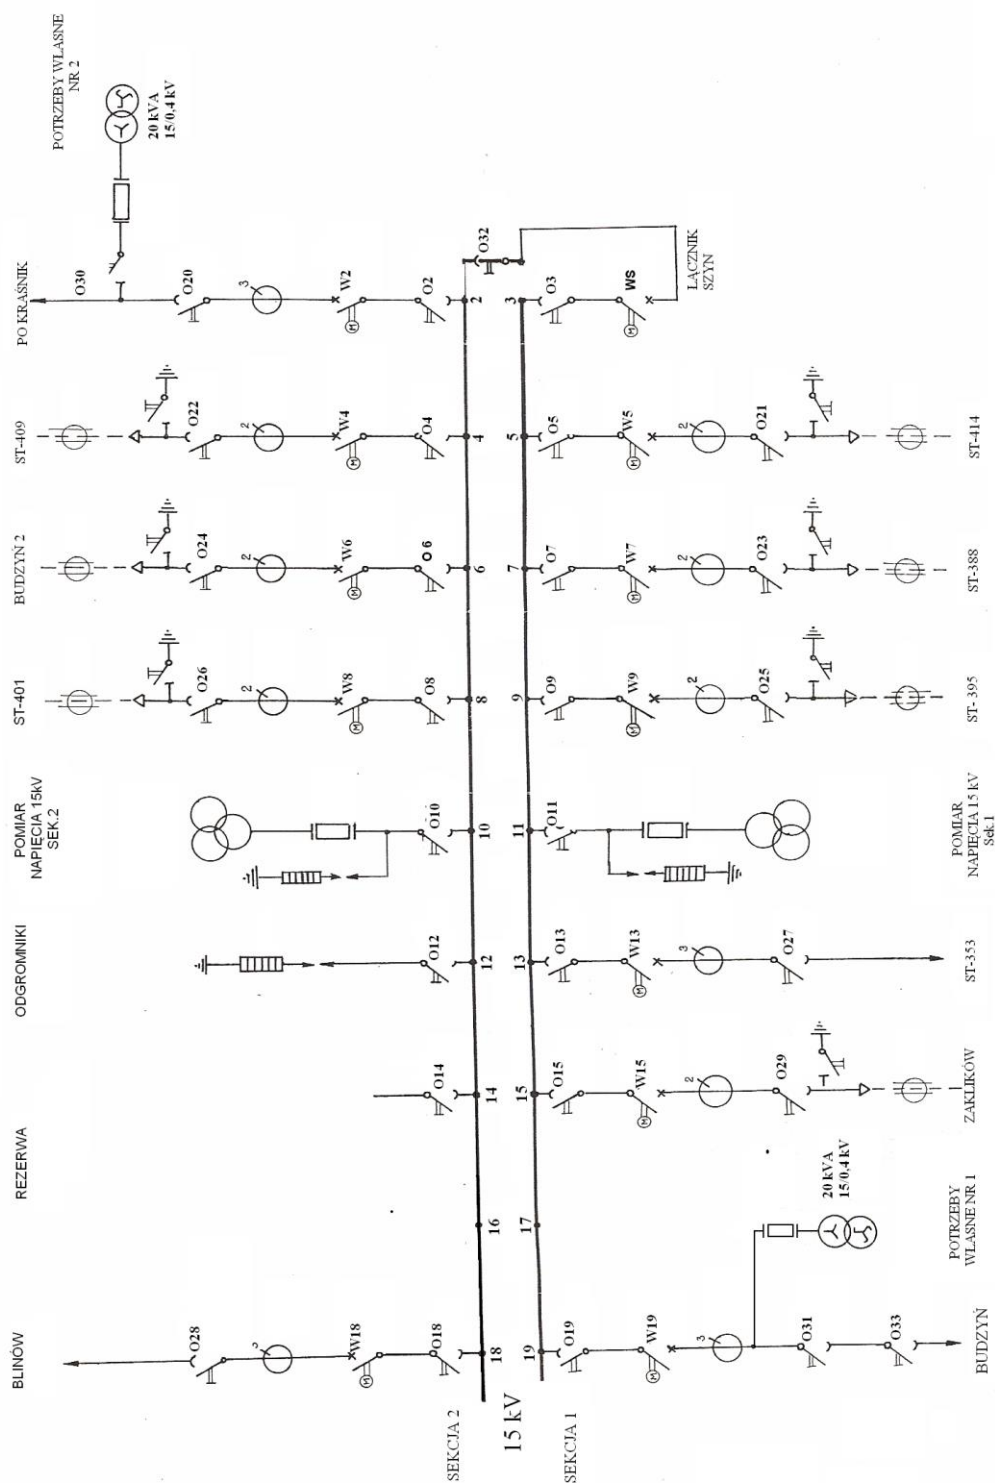 POTRZEBY WŁASNE
NR 2
20 kVA
15/0,4 kV
PO KRAŚNIK
O30
O20
3
W2
M
O2
2
O32
3
O3
SM
M
ŁĄCZNIK
SZYN
ST-409
O22
2
W4
M
O4
4
5
O5
W5
M
2
O21
ST-414
BUDZYŃ 2
O24
2
W6
M
O 6
6
7
O7
W7
M
2
O23
ST-388
ST-401
O26
2
W8
M
O8
8
9
O9
W9
M
2
O25
ST-395
POMIAR
NAPIĘCIA 15kV
SEK.2
O10
10
11
O11
POMIAR
NAPIĘCIA 15 kV
Sek.1
ODGROMNIKI
O12
12
13
O13
W13
M
3
O27
ST-353
REZERWA
O14
14
15
O15
W15
M
2
O29
ZAKLIKÓW
16
17
20 kVA
15/0,4 kV
POTRZEBY
WŁASNE NR 1
BLINÓW
O28
3
W18
M
O18
18
19
O19
W19
M
3
O31
O33
BUDZYŃ
SEKCJA 2
15 kV
SEKCJA 1